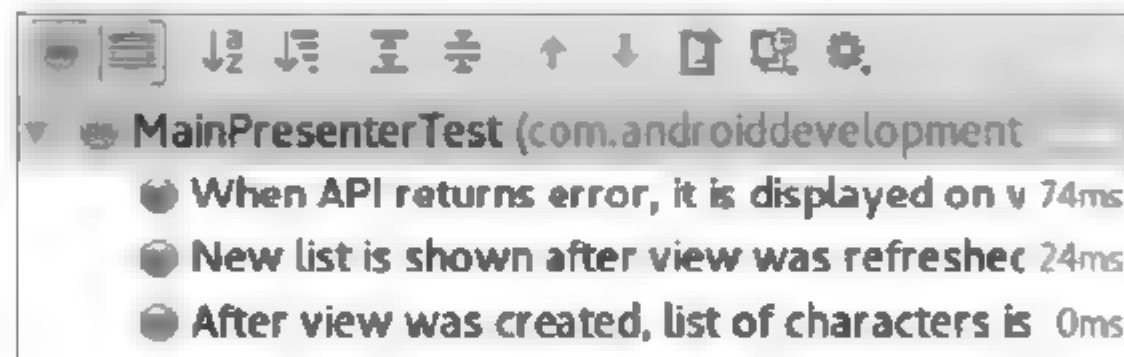 MainPresenterTest (com.androiddevelopment
When API returns error, it is displayed on v 74ms
New list is shown after view was refreshed 24ms
After view was created, list of characters is 0ms